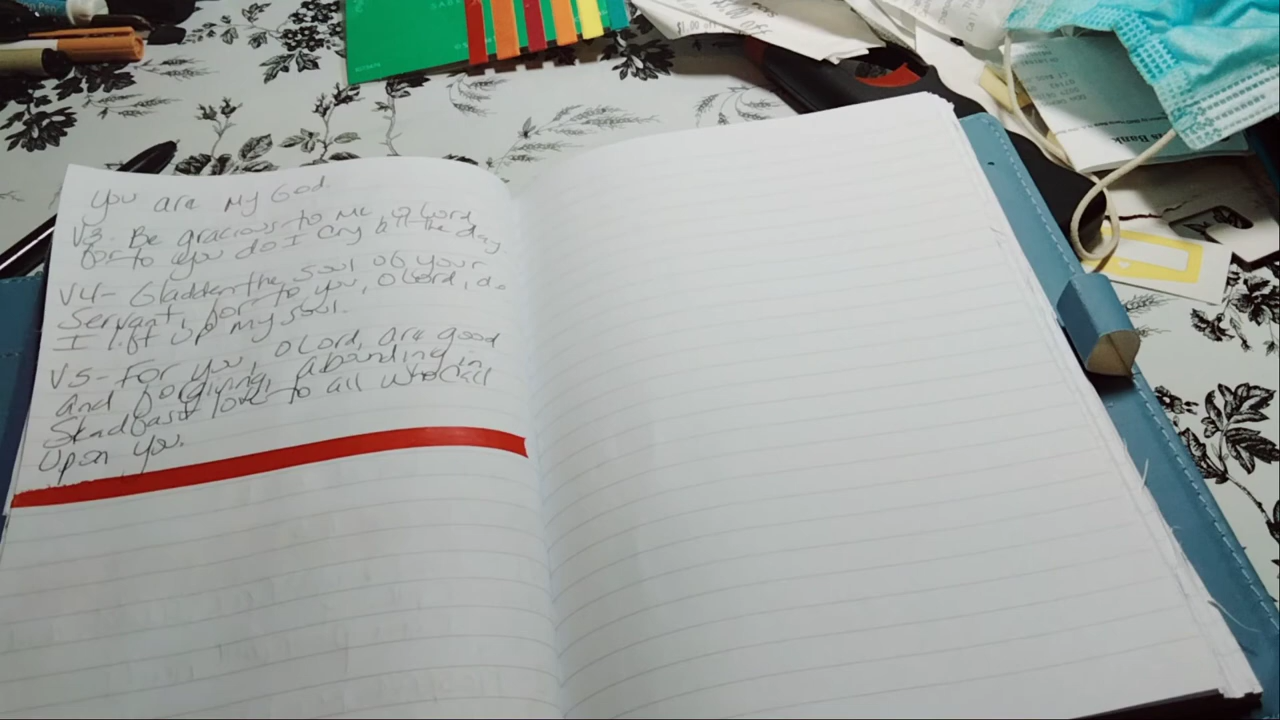 You are my God.
V3- Be gracious to me, O Lord,
for to you do I cry all the day
V4- Gladden the soul of your
Servant, for to you, O Lord, do
I lift up my soul.
V5- For you, O Lord, are good
and forgiving, abounding in
Steadfast love to all who call
upon you.
$1.00